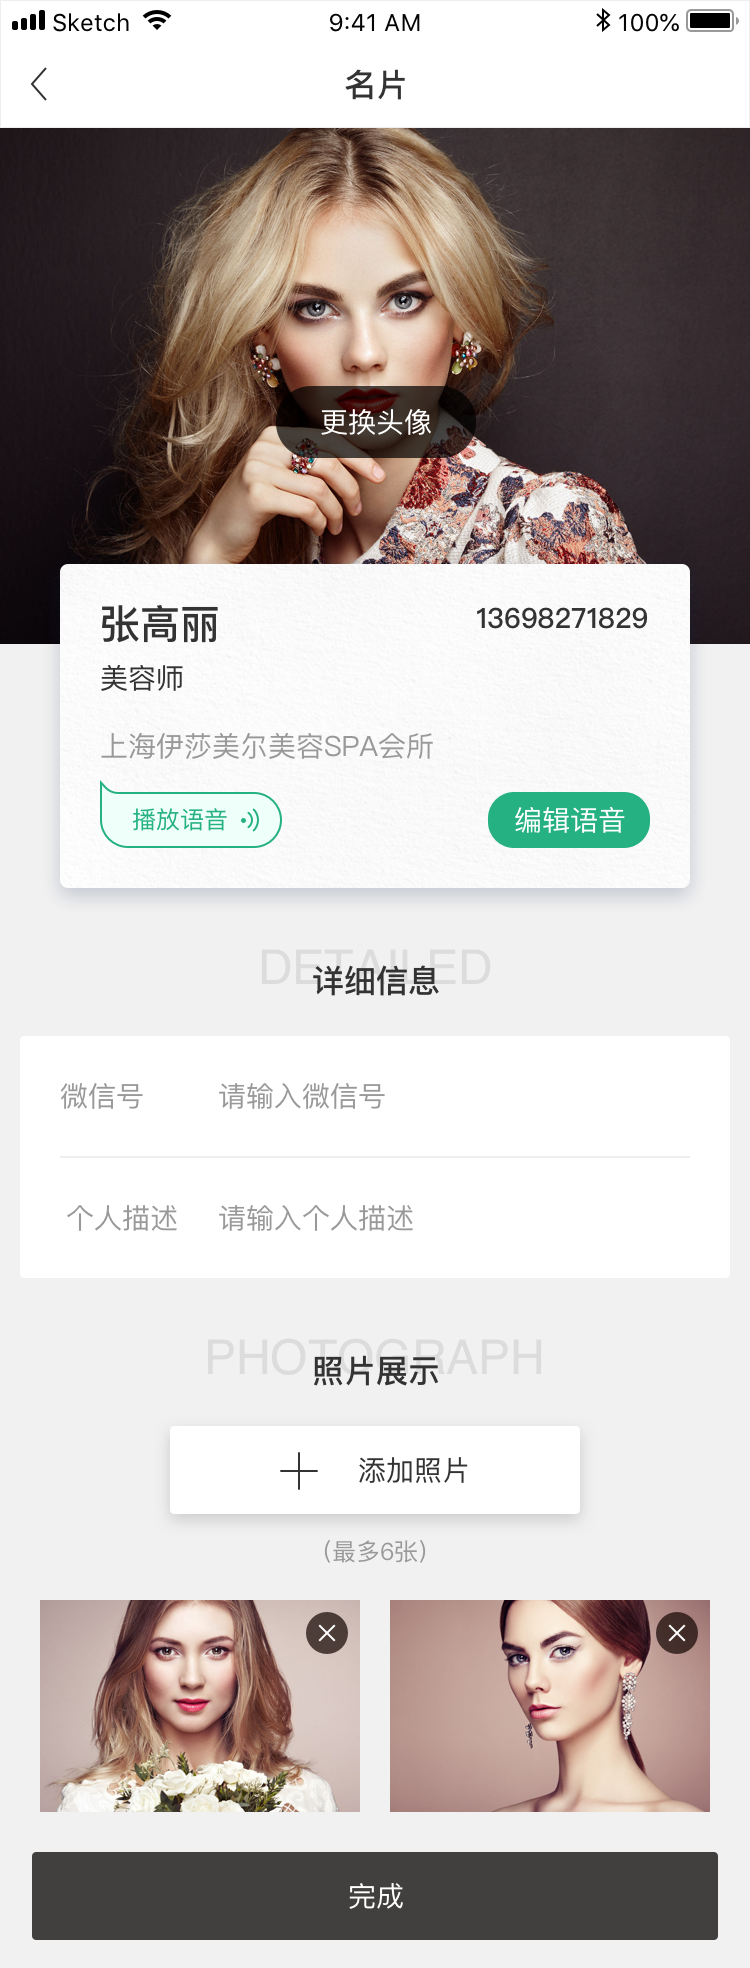 Sketch 9:41 AM 100%
名片
更换头像
张高丽 13698271829
美容师
上海伊莎美尔美容SPA会所
播放语音 编辑语音
DETAILED
详细信息
微信号 请输入微信号
个人描述 请输入个人描述
PHOTOGRAPH
照片展示
添加照片
(最多6张)
完成